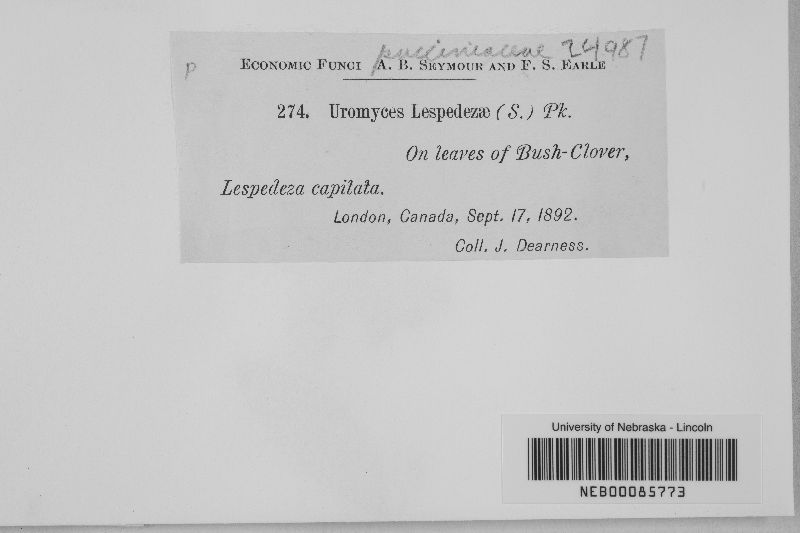 pucciniaceae 24987
p
ECONOMIC FUNGI A. B. SEYMOUR AND F. S. EARLE
274. Uromyces Lespedezæ (S.) Pk.
On leaves of Bush-Clover,
Lespedeza capilata.
London, Canada, Sept. 17, 1892.
Coll. J. Dearness.
University of Nebraska - Lincoln
NEB00085773